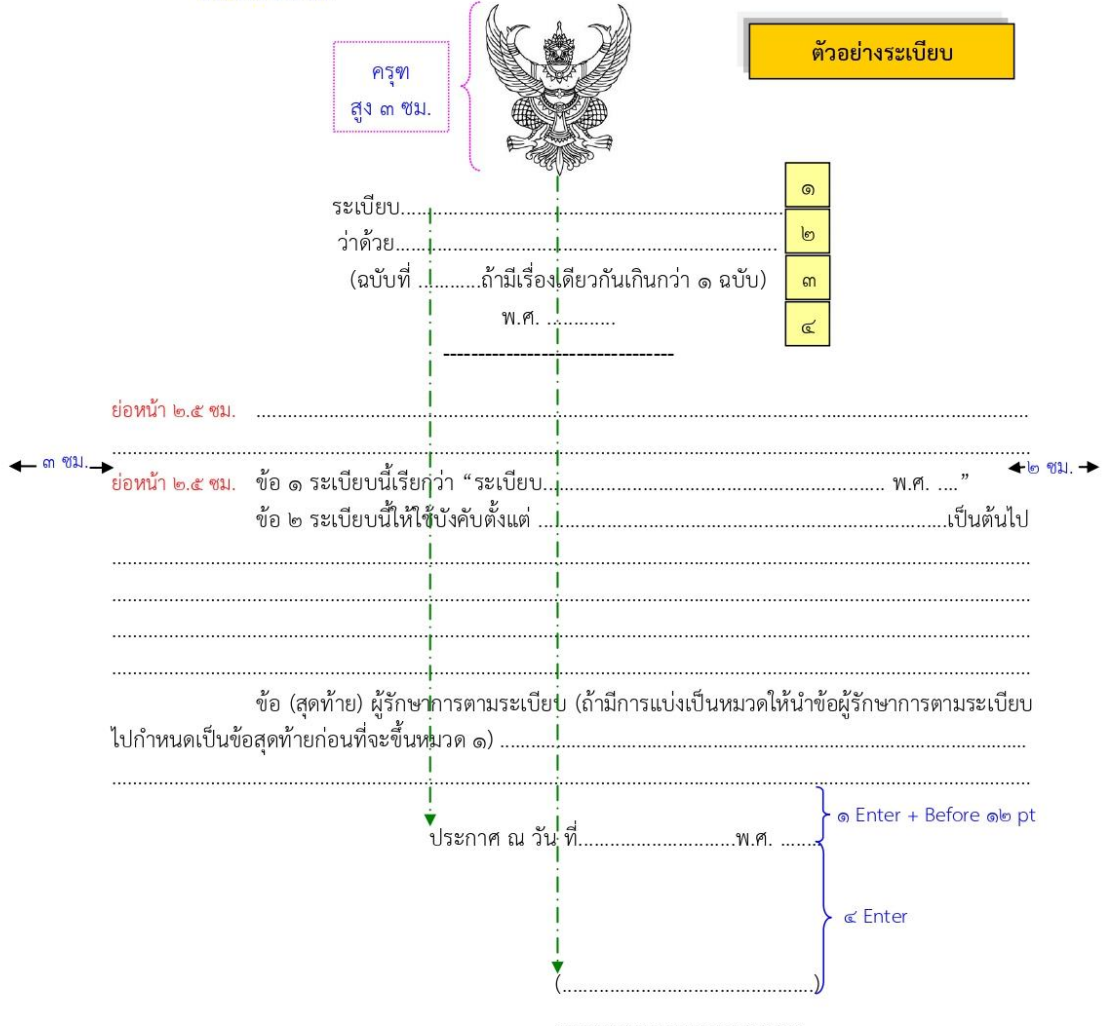 ตัวอย่างระเบียบ
ครุฑ
สูง ๓ ซม.
๑
ระเบียบ................................................................................
๒
ว่าด้วย................................................................................
(ฉบับที่ ............ถ้ามีเรื่องเดียวกันเกินกว่า ๑ ฉบับ)
๓
พ.ศ. .............
๔
---------------------------------
ย่อหน้า ๒.๕ ซม. ................................................................................
................................................................................
๓ ซม.
๒ ซม.
ย่อหน้า ๒.๕ ซม. ข้อ ๑ ระเบียบนี้เรียกว่า “ระเบียบ........................................................ พ.ศ. ....”
ข้อ ๒ ระเบียบนี้ให้ใช้บังคับตั้งแต่ ................................................................เป็นต้นไป
................................................................................
................................................................................
................................................................................
................................................................................
ข้อ (สุดท้าย) ผู้รักษาการตามระเบียบ (ถ้ามีการแบ่งเป็นหมวดให้นำข้อผู้รักษาการตามระเบียบ
ไปกำหนดเป็นข้อสุดท้ายก่อนที่จะขึ้นหมวด ๑) ................................................................
................................................................................
๑ Enter + Before ๑๒ pt
ประกาศ ณ วัน ที่..............................พ.ศ. ........
๔ Enter
(................................................)